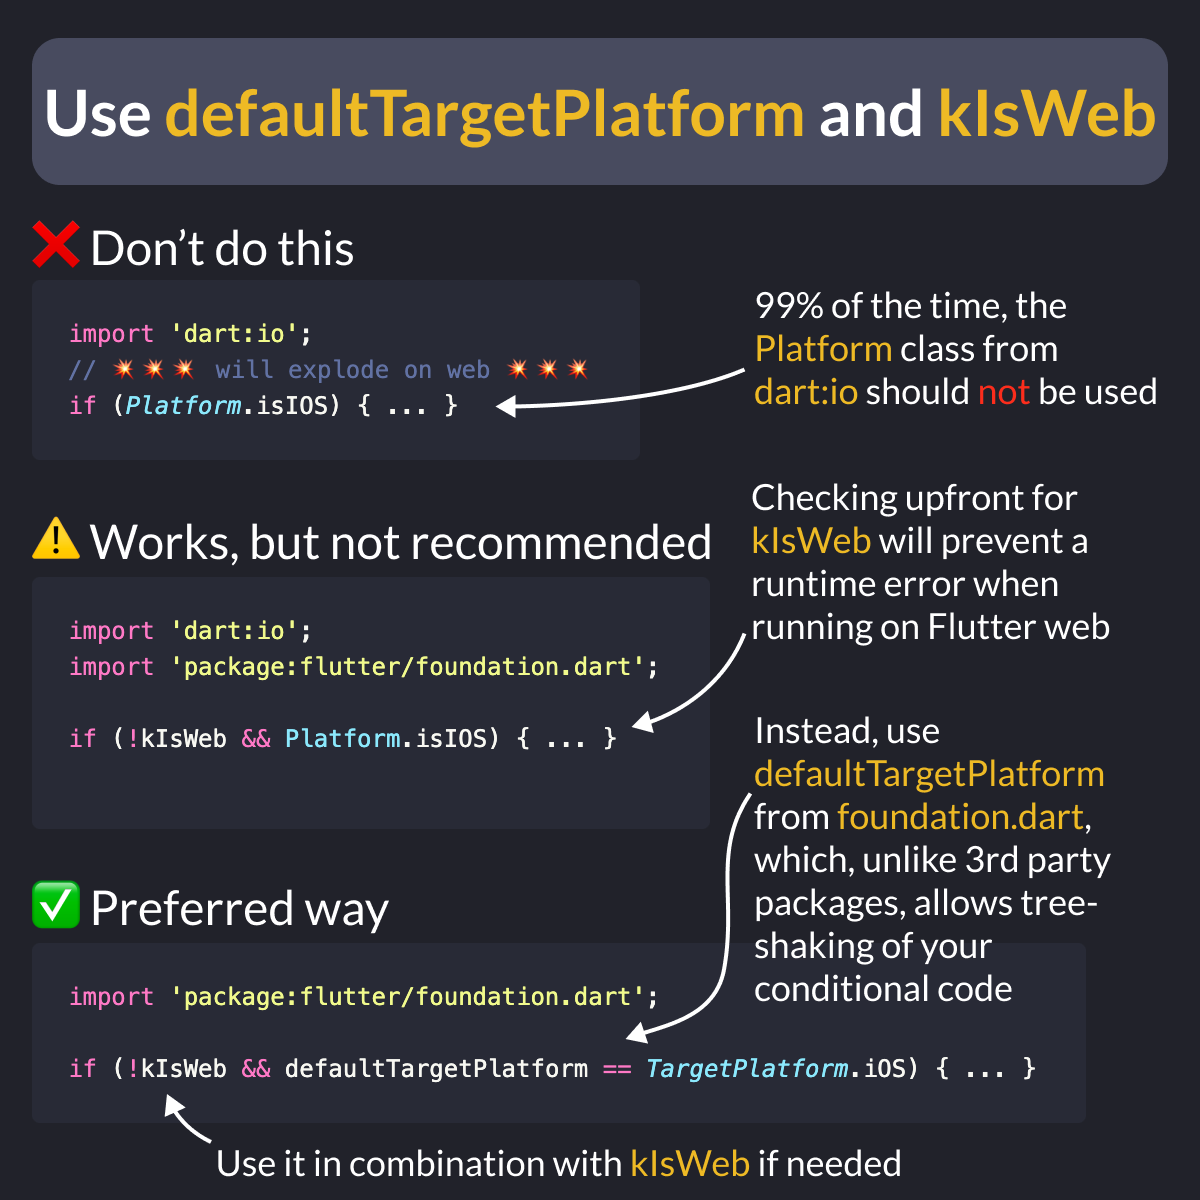 Use defaultTargetPlatform and kIsWeb
❌ Don’t do this
import 'dart:io';
// 💥💥💥 will explode on web 💥💥💥
if (Platform.isIOS) { ... }
99% of the time, the
Platform class from
dart:io should not be used
⚠️ Works, but not recommended
import 'dart:io';
import 'package:flutter/foundation.dart';
if (!kIsWeb && Platform.isIOS) { ... }
Checking upfront for
kIsWeb will prevent a
runtime error when
running on Flutter web
✅ Preferred way
import 'package:flutter/foundation.dart';
if (!kIsWeb && defaultTargetPlatform == TargetPlatform.iOS) { ... }
Instead, use
defaultTargetPlatform
from foundation.dart,
which, unlike 3rd party
packages, allows tree-
shaking of your
conditional code
Use it in combination with kIsWeb if needed